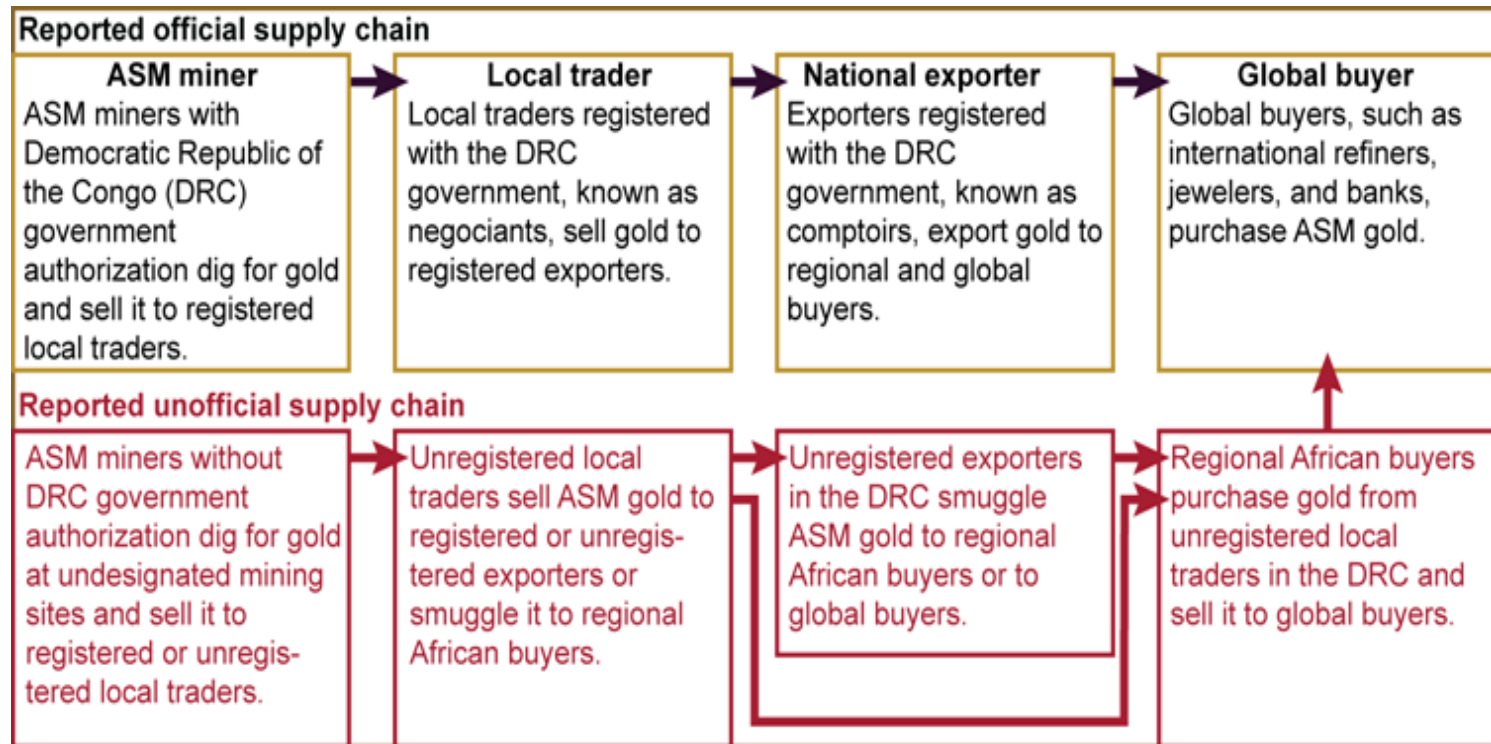 Reported official supply chain
ASM miner
ASM miners with
Democratic Republic of
the Congo (DRC)
government
authorization dig for gold
and sell it to registered
local traders.
Local trader
Local traders registered
with the DRC
government, known as
negociants, sell gold to
registered exporters.
National exporter
Exporters registered
with the DRC
government, known as
comptoirs, export gold to
regional and global
buyers.
Global buyer
Global buyers, such as
international refiners,
jewelers, and banks,
purchase ASM gold.
Reported unofficial supply chain
ASM miners without
DRC government
authorization dig for gold
at undesignated mining
sites and sell it to
registered or unregis-
tered local traders.
Unregistered local
traders sell ASM gold to
registered or unregis-
tered exporters or
smuggle it to regional
African buyers.
Unregistered exporters
in the DRC smuggle
ASM gold to regional
African buyers or to
global buyers.
Regional African buyers
purchase gold from
unregistered local
traders in the DRC and
sell it to global buyers.